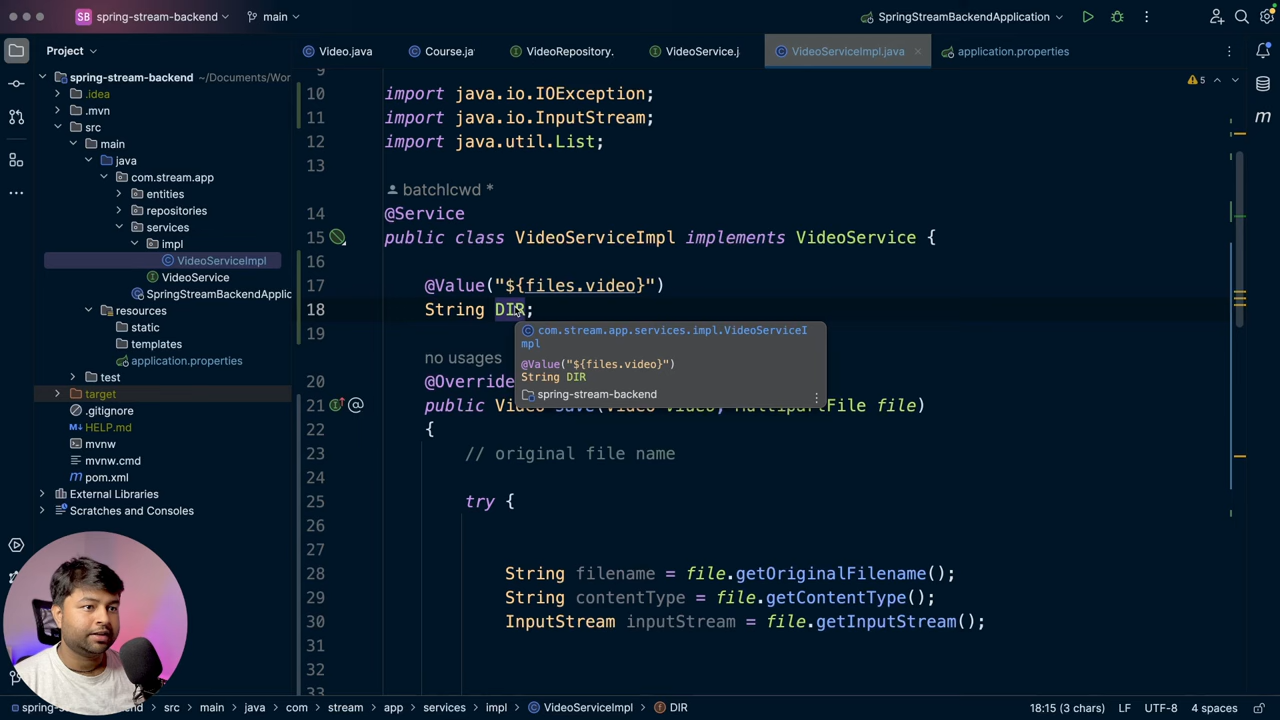 SB spring-stream-backend main SpringStreamBackendApplication
Project Video.java Course.ja VideoRepository. VideoService.j VideoServiceImpl.java application.properties
spring-stream-backend ~/Documents/Wor
.idea
.mvn
src
main
java
com.stream.app
entities
repositories
services
impl
VideoServiceImpl
VideoService
SpringStreamBackendApplic
resources
static
templates
application.properties
test
target
.gitignore
HELP.md
mvnw
mvnw.cmd
pom.xml
External Libraries
Scratches and Consoles
5
9
10 import java.io.IOException;
11 import java.io.InputStream;
12 import java.util.List;
13
batchlcwd *
14 @Service
15 public class VideoServiceImpl implements VideoService {
16
17 @Value("${files.video}")
18 String DIR;
19
com.stream.app.services.impl.VideoServiceI
mpl
@Value("${files.video}")
String DIR
spring-stream-backend
no usages
20 @Override
21 public Video save(Video video, MultipartFile file)
22 {
23 // original file name
24
25 try {
26
27
28 String filename = file.getOriginalFilename();
29 String contentType = file.getContentType();
30 InputStream inputStream = file.getInputStream();
31
32
33
src main java com stream app services impl VideoServiceImpl DIR 18:15 (3 chars) LF UTF-8 4 spaces